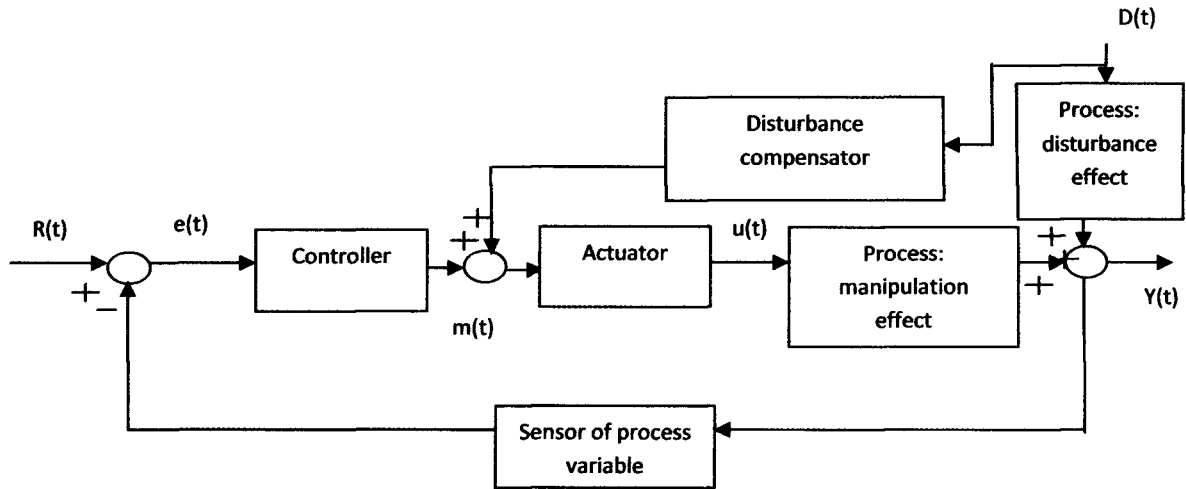 D(t)
Disturbance
compensator
Process:
disturbance
effect
R(t)
e(t)
Controller
+
+
m(t)
Actuator
u(t)
Process:
manipulation
effect
+
+
Y(t)
+
−
Sensor of process
variable